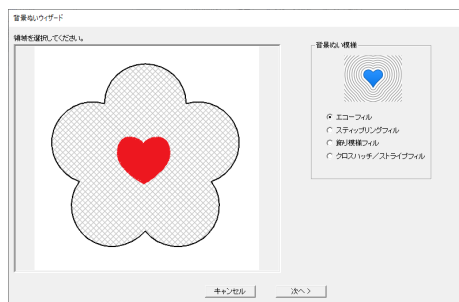 背景ぬいウィザード
領域を選択してください。
背景ぬい模様
エコーフィル
スティップリングフィル
飾り模様フィル
クロスハッチ／ストライプフィル
キャンセル
次へ >